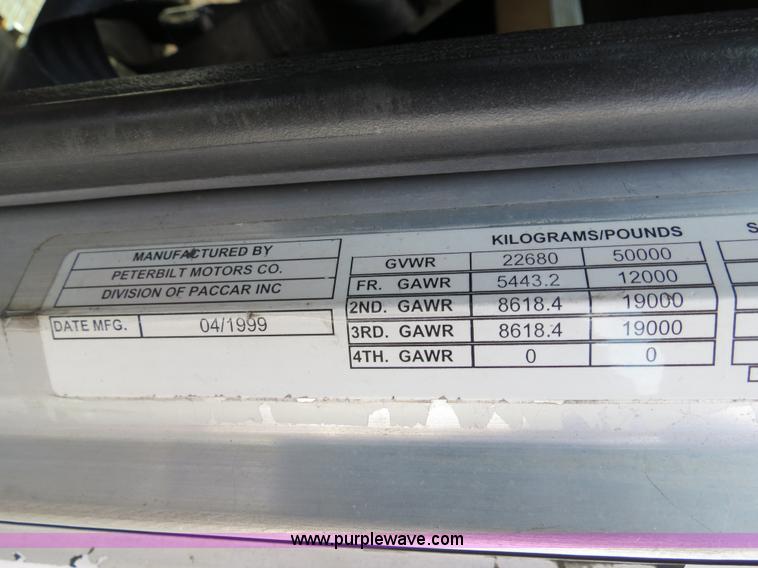 MANUFACTURED BY
PETERBILT MOTORS CO.
DIVISION OF PACCAR INC
DATE MFG. 04/1999
KILOGRAMS/POUNDS
GVWR 22680 50000
FR. GAWR 5443.2 12000
2ND. GAWR 8618.4 19000
3RD. GAWR 8618.4 19000
4TH. GAWR 0 0
S
www.purplewave.com